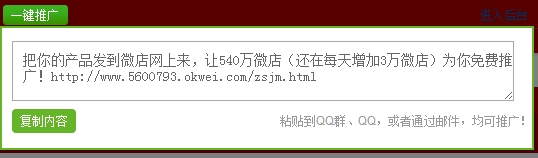 一键推广
进入后台
把你的产品发到微店网上来，让540万微店（还在每天增加3万微店）为你免费推
广！http://www.5600793.okwei.com/zsjm.html
复制内容
粘贴到QQ群、QQ，或者通过邮件，均可推广！